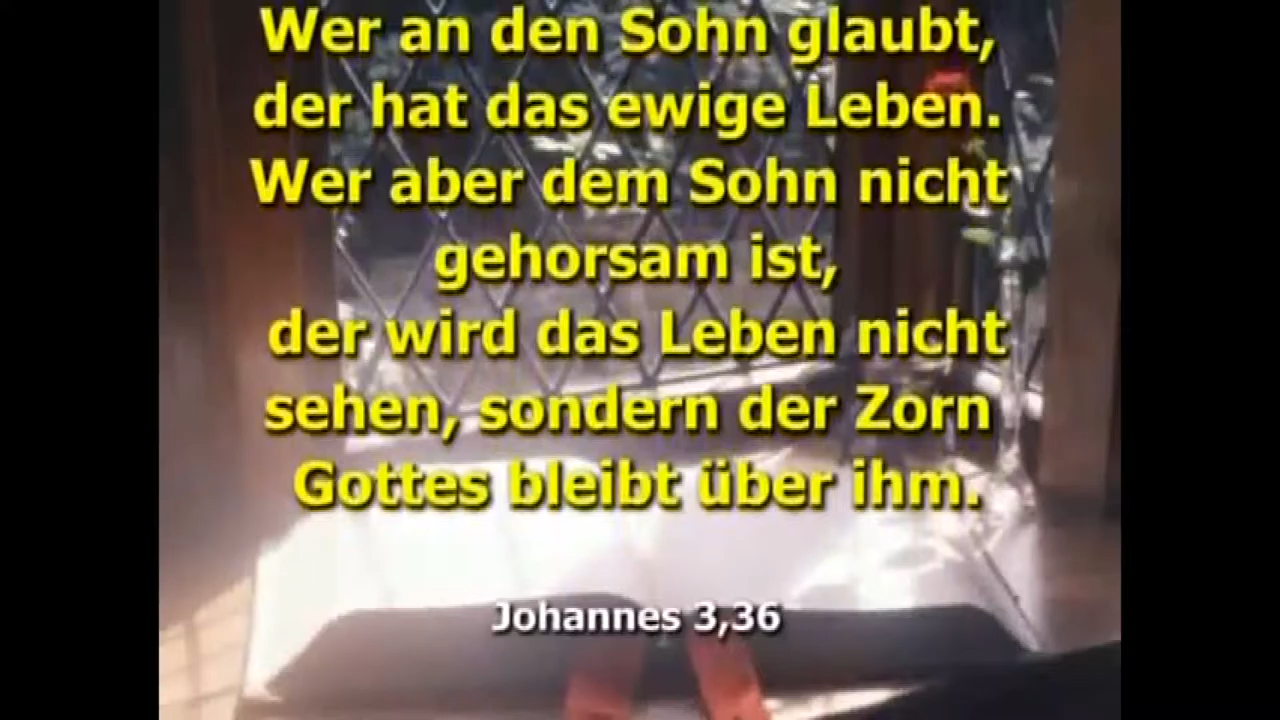 Wer an den Sohn glaubt,
der hat das ewige Leben.
Wer aber dem Sohn nicht
gehorsam ist,
der wird das Leben nicht
sehen, sondern der Zorn
Gottes bleibt über ihm.
Johannes 3,36